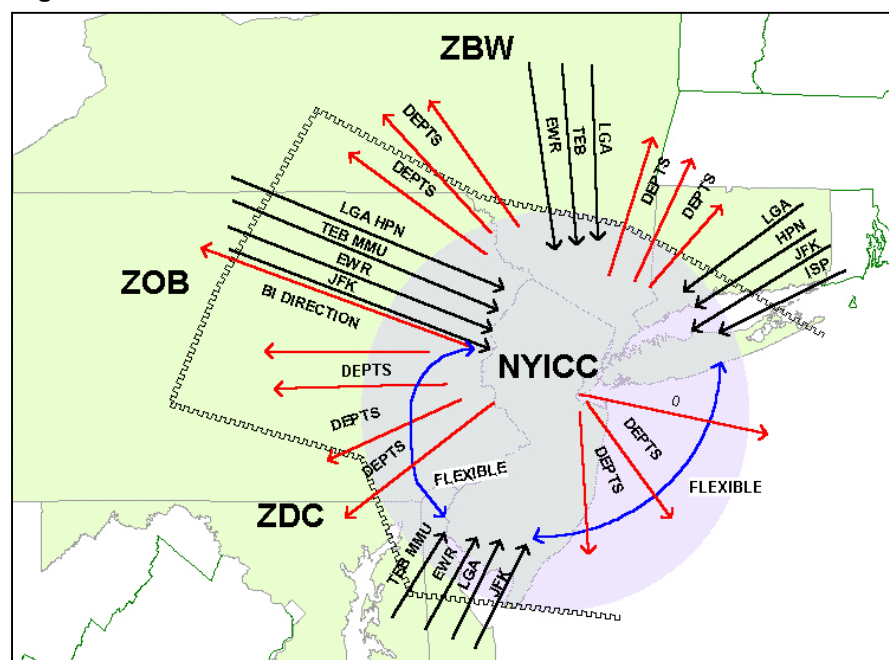 ZBW
DEPTS
DEPTS
EWR
TEB
LGA
DEPTS
DEPTS
LGA HPN
TEB MMU
EWR
JFK
BI DIRECTION
ZOB
LGA
HPN
JFK
ISP
NYICC
DEPTS
DEPTS
DEPTS
0
DEPTS
DEPTS
FLEXIBLE
FLEXIBLE
ZDC
TEB MMU
EWR
LGA
JFK